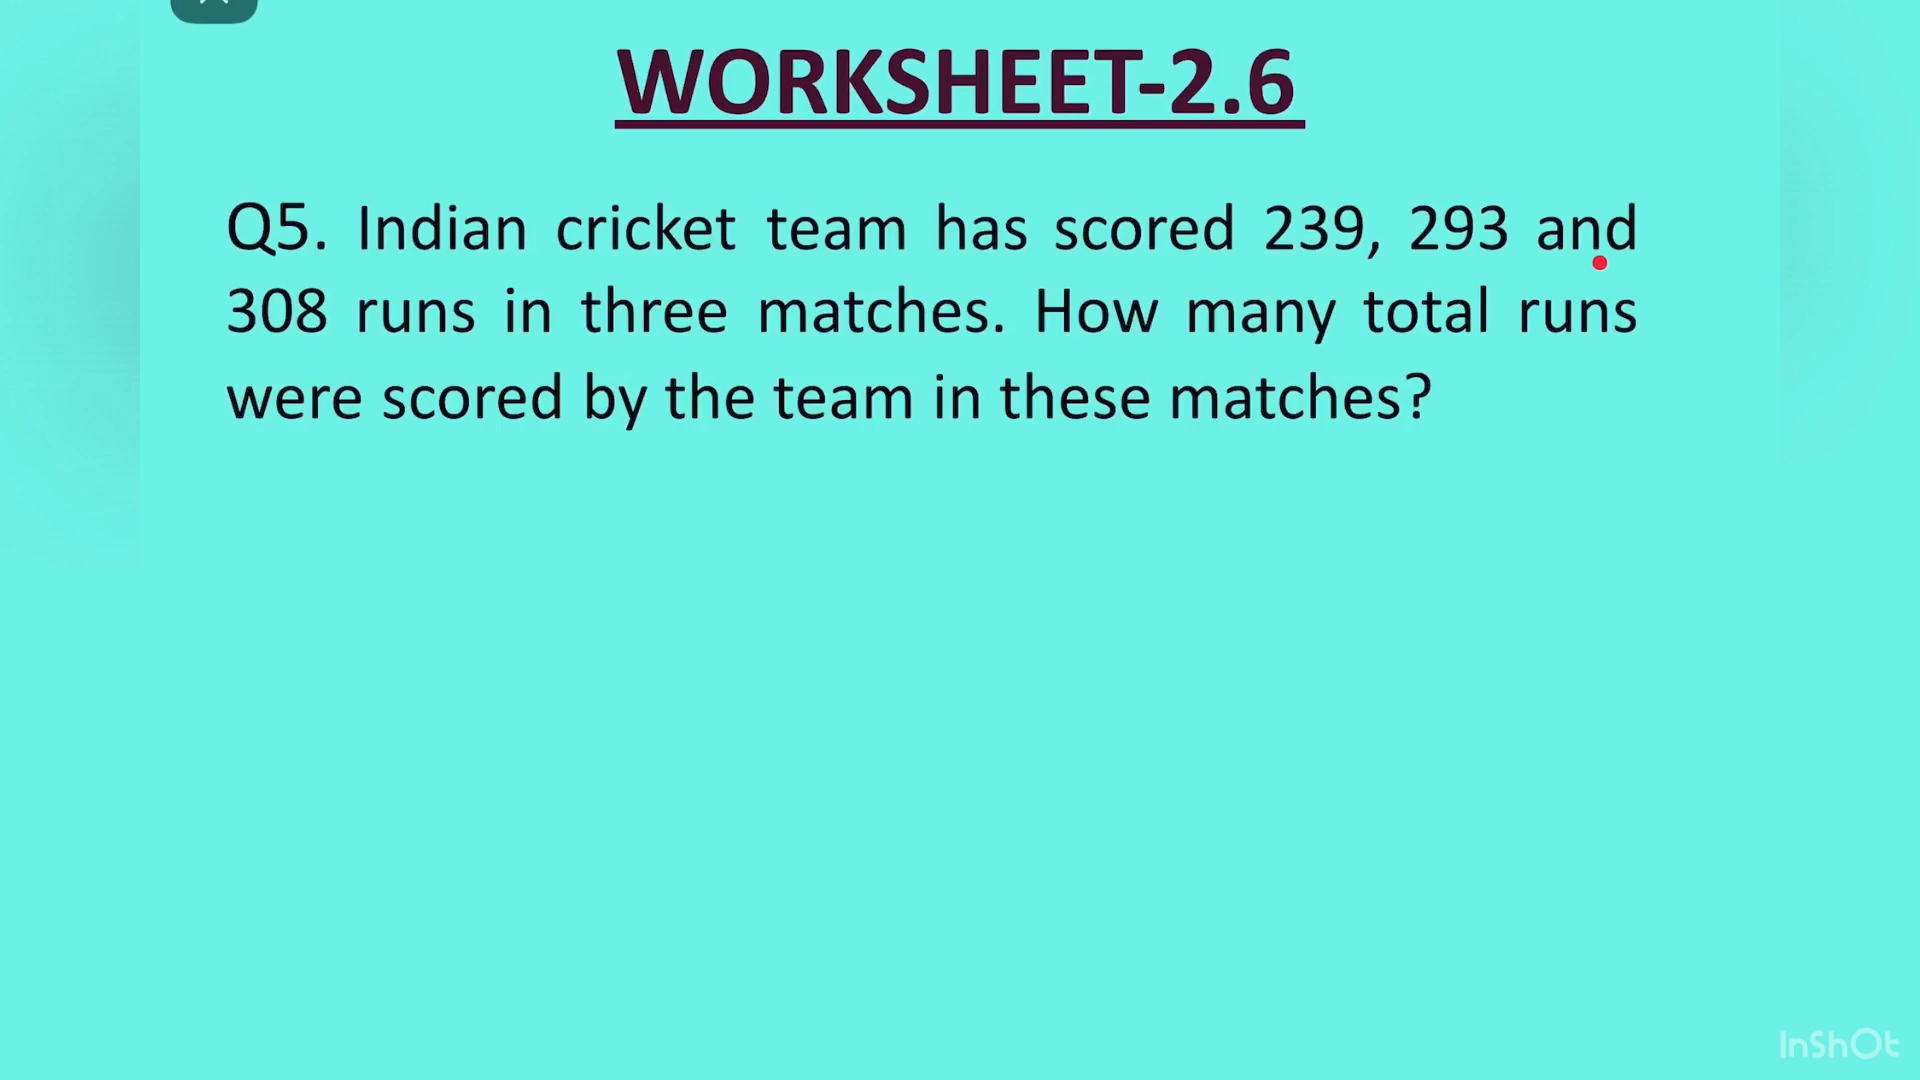 WORKSHEET-2.6
Q5. Indian cricket team has scored 239, 293 and
308 runs in three matches. How many total runs
were scored by the team in these matches?
InShOt